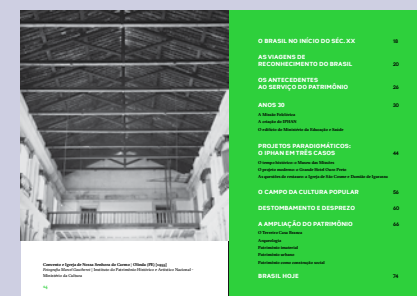 Convento e Igreja de Nossa Senhora do Carmo | Olinda (PE) [1953]
Fotografia Marcel Gautherot | Instituto do Patrimônio Histórico e Artístico Nacional -
Ministério da Cultura
O BRASIL NO INÍCIO DO SÉC. XX 18
AS VIAGENS DE
RECONHECIMENTO DO BRASIL 20
OS ANTECEDENTES
AO SERVIÇO DO PATRIMÔNIO 26
ANOS 30 30
A Missão Folclórica
A criação do IPHAN
O edifício do Ministério da Educação e Saúde
PROJETOS PARADIGMÁTICOS:
O IPHAN EM TRÊS CASOS 44
O tempo histórico: o Museu das Missões
O projeto moderno: o Grande Hotel Ouro Preto
As questões do restauro: a Igreja de São Cosme e Damião de Igarassu
O CAMPO DA CULTURA POPULAR 56
DESTOMBAMENTO E DESPREZO 60
A AMPLIAÇÃO DO PATRIMÔNIO 66
O Terreiro Casa Branca
Arqueologia
Patrimônio imaterial
Patrimônio urbano
Patrimônio como construção social
BRASIL HOJE 74